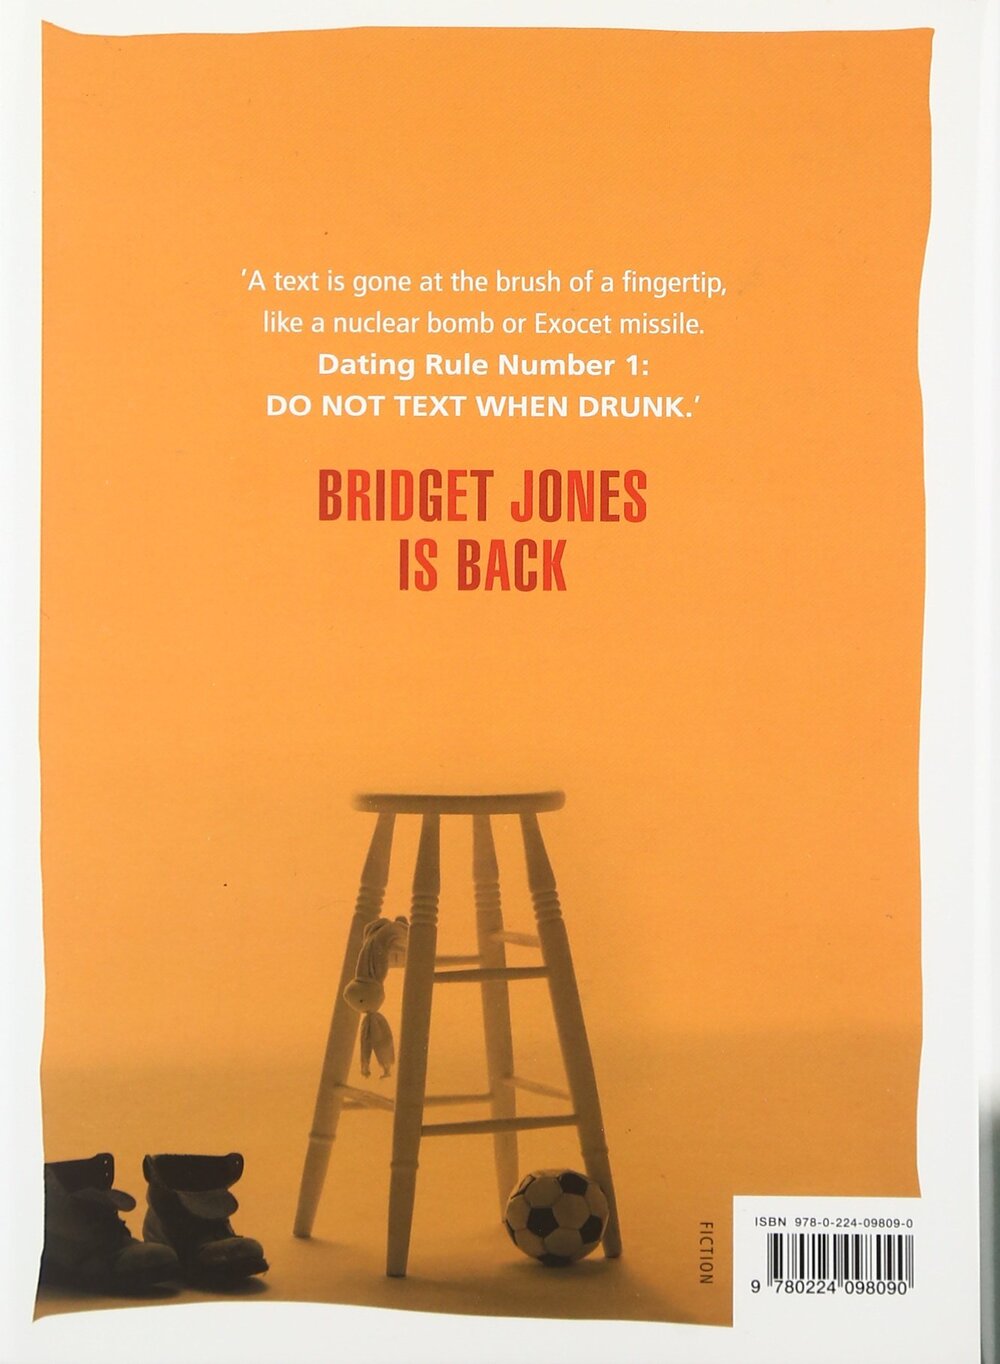 ‘A text is gone at the brush of a fingertip,
like a nuclear bomb or Exocet missile.
Dating Rule Number 1:
DO NOT TEXT WHEN DRUNK.’
BRIDGET JONES
IS BACK
FICTION
ISBN 978-0-224-09809-0
9 780224 098090